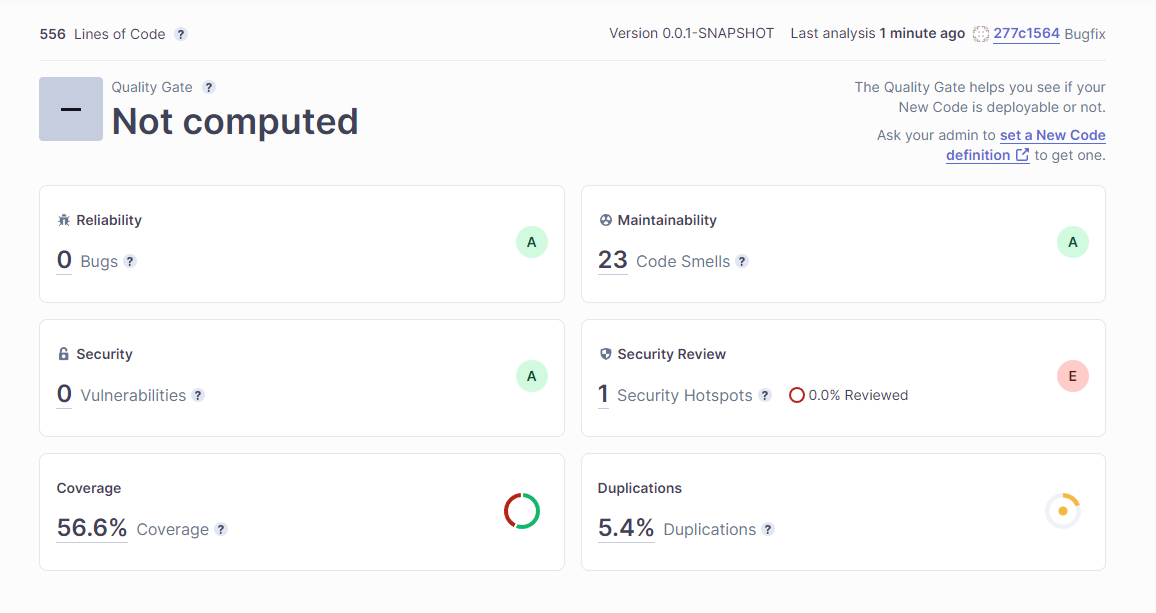 556 Lines of Code ?
Version 0.0.1-SNAPSHOT Last analysis 1 minute ago 277c1564 Bugfix
Quality Gate ?
Not computed
The Quality Gate helps you see if your
New Code is deployable or not.
Ask your admin to set a New Code
definition to get one.
Reliability
0 Bugs ?
A
Maintainability
23 Code Smells ?
A
Security
0 Vulnerabilities ?
A
Security Review
1 Security Hotspots ? 0.0% Reviewed
E
Coverage
56.6% Coverage ?
Duplications
5.4% Duplications ?